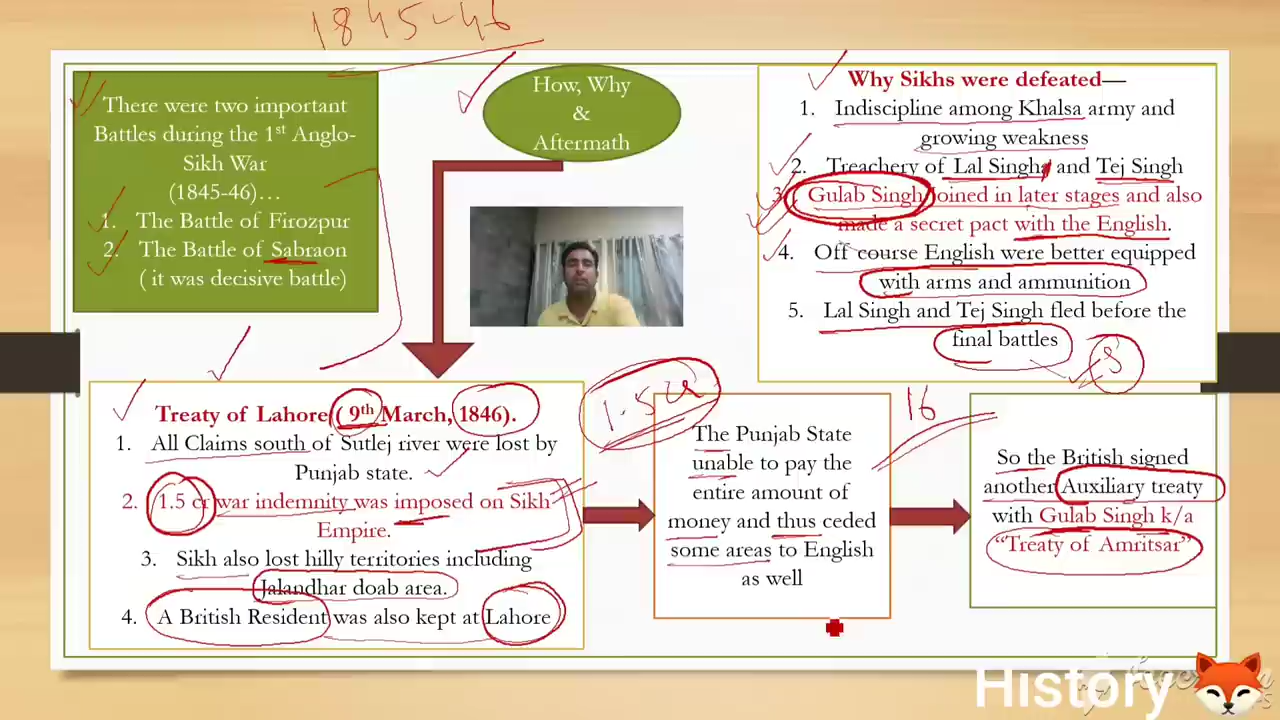 1845-46
There were two important
Battles during the 1st Anglo-
Sikh War
(1845-46)…
1. The Battle of Firozpur
2. The Battle of Sabraon
( it was decisive battle)
How, Why
&
Aftermath
Why Sikhs were defeated—
1. Indiscipline among Khalsa army and
growing weakness
2. Treachery of Lal Singh and Tej Singh
3. Gulab Singh joined in later stages and also
made a secret pact with the English.
4. Off course English were better equipped
with arms and ammunition
5. Lal Singh and Tej Singh fled before the
final battles
Treaty of Lahore ( 9th March, 1846).
1. All Claims south of Sutlej river were lost by
Punjab state.
2. 1.5 cr war indemnity was imposed on Sikh
Empire.
3. Sikh also lost hilly territories including
Jalandhar doab area.
4. A British Resident was also kept at Lahore
1.5 cr
The Punjab State
unable to pay the
entire amount of
money and thus ceded
some areas to English
as well
16
So the British signed
another Auxiliary treaty
with Gulab Singh k/a
"Treaty of Amritsar"
History